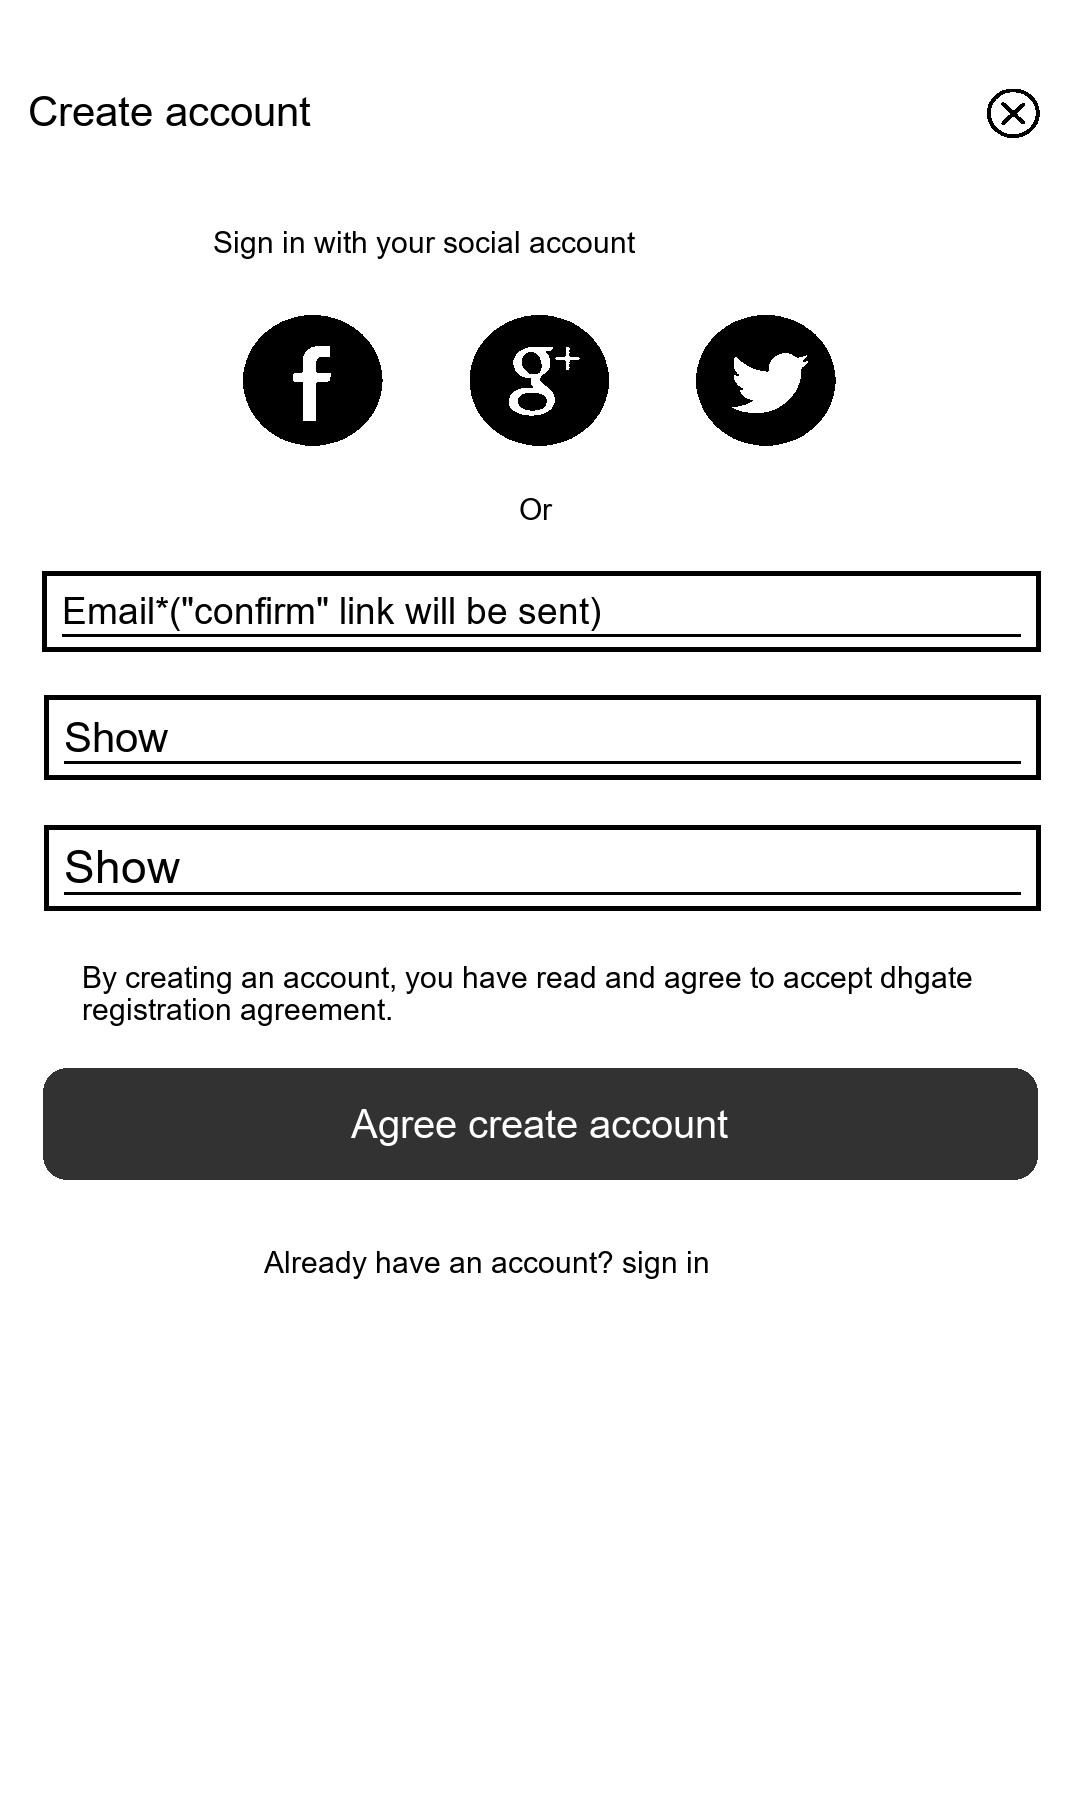 Create account
Sign in with your social account
f g+
Or
Email*("confirm" link will be sent)
Show
Show
By creating an account, you have read and agree to accept dhgate
registration agreement.
Agree create account
Already have an account? sign in